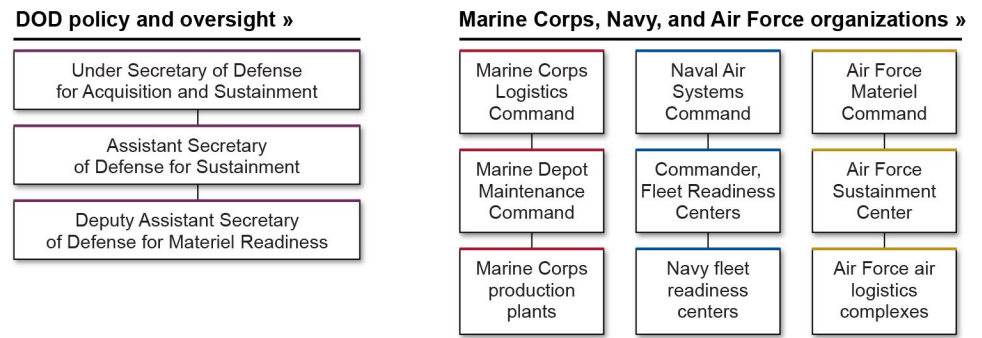 DOD policy and oversight »
Under Secretary of Defense
for Acquisition and Sustainment
Assistant Secretary
of Defense for Sustainment
Deputy Assistant Secretary
of Defense for Materiel Readiness
Marine Corps, Navy, and Air Force organizations »
Marine Corps
Logistics
Command
Marine Depot
Maintenance
Command
Marine Corps
production
plants
Naval Air
Systems
Command
Commander,
Fleet Readiness
Centers
Navy fleet
readiness
centers
Air Force
Materiel
Command
Air Force
Sustainment
Center
Air Force air
logistics
complexes